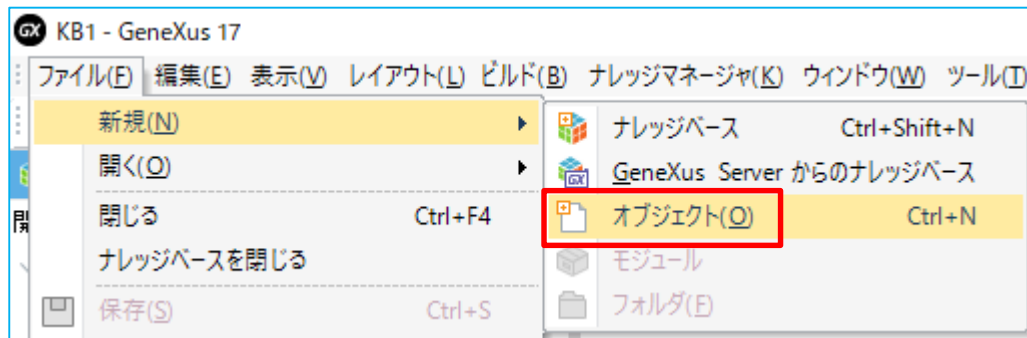 KB1 - GeneXus 17
ファイル(F) 編集(E) 表示(V) レイアウト(L) ビルド(B) ナレッジマネージャ(K) ウィンドウ(W) ツール(T)
新規(N)
開く(O)
閉じる Ctrl+F4
ナレッジベースを閉じる
保存(S) Ctrl+S
ナレッジベース Ctrl+Shift+N
GeneXus Server からのナレッジベース
オブジェクト(O) Ctrl+N
モジュール
フォルダ(F)